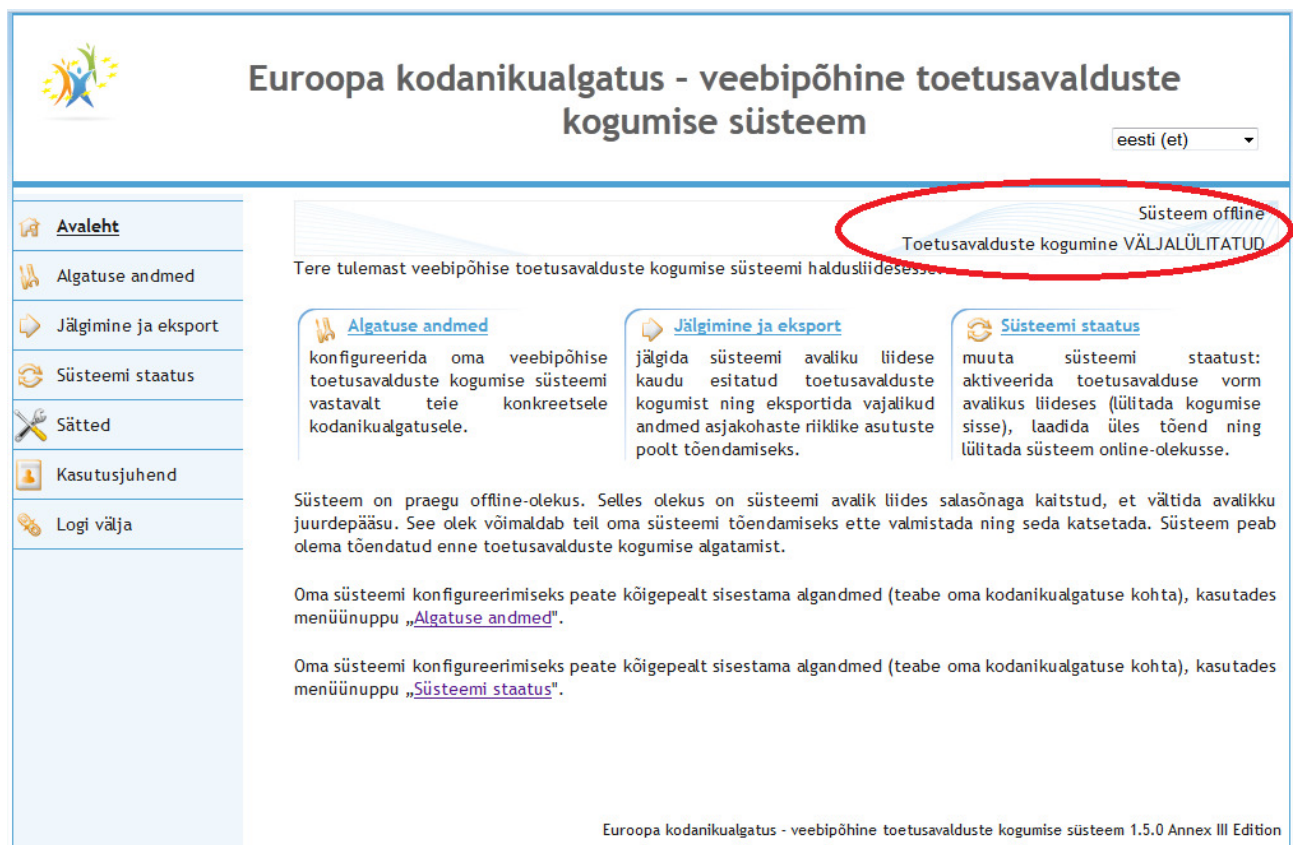 Euroopa kodanikualgatus - veebipõhine toetusavalduste
kogumise süsteem
eesti (et)
Avaleht
Algatuse andmed
Jälgimine ja eksport
Süsteemi staatus
Sätted
Kasutusjuhend
Logi välja
Süsteem offline
Toetusavalduste kogumine VÄLJALÜLITATUD
Tere tulemast veebipõhise toetusavalduste kogumise süsteemi haldusliidesesse.
Algatuse andmed
konfigureerida oma veebipõhise
toetusavalduste kogumise süsteemi
vastavalt teie konkreetsele
kodanikualgatusele.
Jälgimine ja eksport
jälgida süsteemi avaliku liidese
kaudu esitatud toetusavalduste
kogumist ning eksportida vajalikud
andmed asjakohaste riiklike asutuste
poolt tõendamiseks.
Süsteemi staatus
muuta süsteemi staatust:
aktiveerida toetusavalduse vorm
avalikus liideses (lülitada kogumise
sisse), laadida üles tõend ning
lülitada süsteem online-olekusse.
Süsteem on praegu offline-olekus. Selles olekus on süsteemi avalik liides salasõnaga kaitstud, et vältida avalikku
juurdepääsu. See olek võimaldab teil oma süsteemi tõendamiseks ette valmistada ning seda katsetada. Süsteem peab
olema tõendatud enne toetusavalduste kogumise algatamist.
Oma süsteemi konfigureerimiseks peate kõigepealt sisestama algandmed (teabe oma kodanikualgatuse kohta), kasutades
menüünuppu „Algatuse andmed".
Oma süsteemi konfigureerimiseks peate kõigepealt sisestama algandmed (teabe oma kodanikualgatuse kohta), kasutades
menüünuppu „Süsteemi staatus".
Euroopa kodanikualgatus - veebipõhine toetusavalduste kogumise süsteem 1.5.0 Annex III Edition